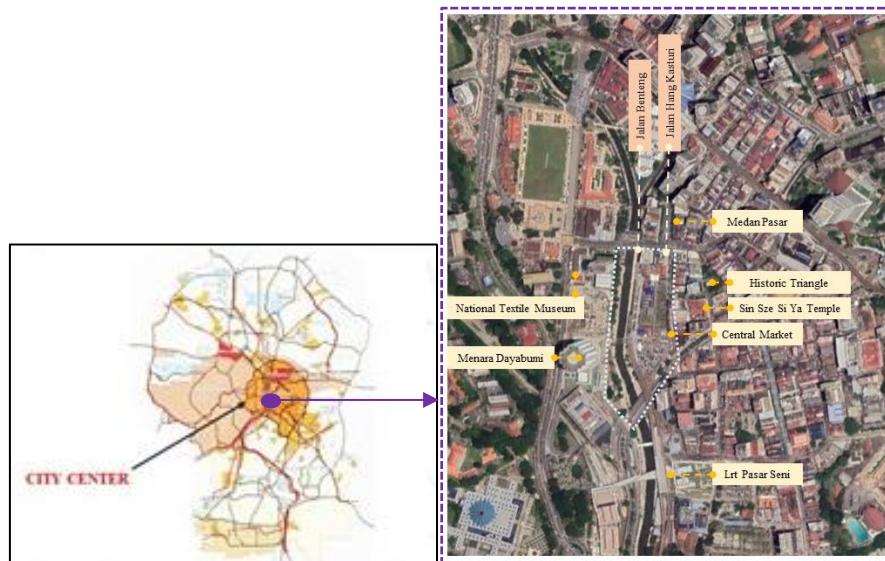 Jalan Benteng
Jalan Hang Kasturi
Medan Pasar
Historic Triangle
National Textile Museum
Sin Sze Si Ya Temple
Central Market
Menara Dayabumi
CITY CENTER
Lrt Pasar Seni